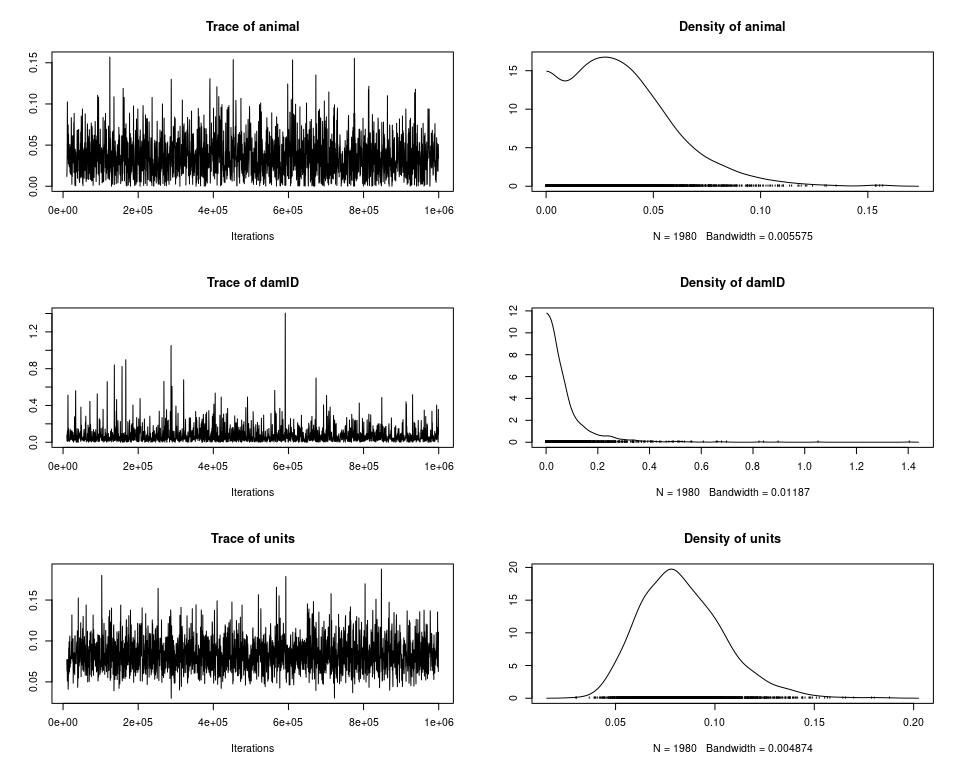 Trace of animal
0.00 0.05 0.10 0.15
0e+00 2e+05 4e+05 6e+05 8e+05 1e+06
Iterations
Density of animal
0 5 10 15
0.00 0.05 0.10 0.15
N = 1980 Bandwidth = 0.005575
Trace of damID
0.0 0.4 0.8 1.2
0e+00 2e+05 4e+05 6e+05 8e+05 1e+06
Iterations
Density of damID
0 2 4 6 8 10 12
0.0 0.2 0.4 0.6 0.8 1.0 1.2 1.4
N = 1980 Bandwidth = 0.01187
Trace of units
0.05 0.10 0.15
0e+00 2e+05 4e+05 6e+05 8e+05 1e+06
Iterations
Density of units
0 5 10 15 20
0.05 0.10 0.15 0.20
N = 1980 Bandwidth = 0.004874